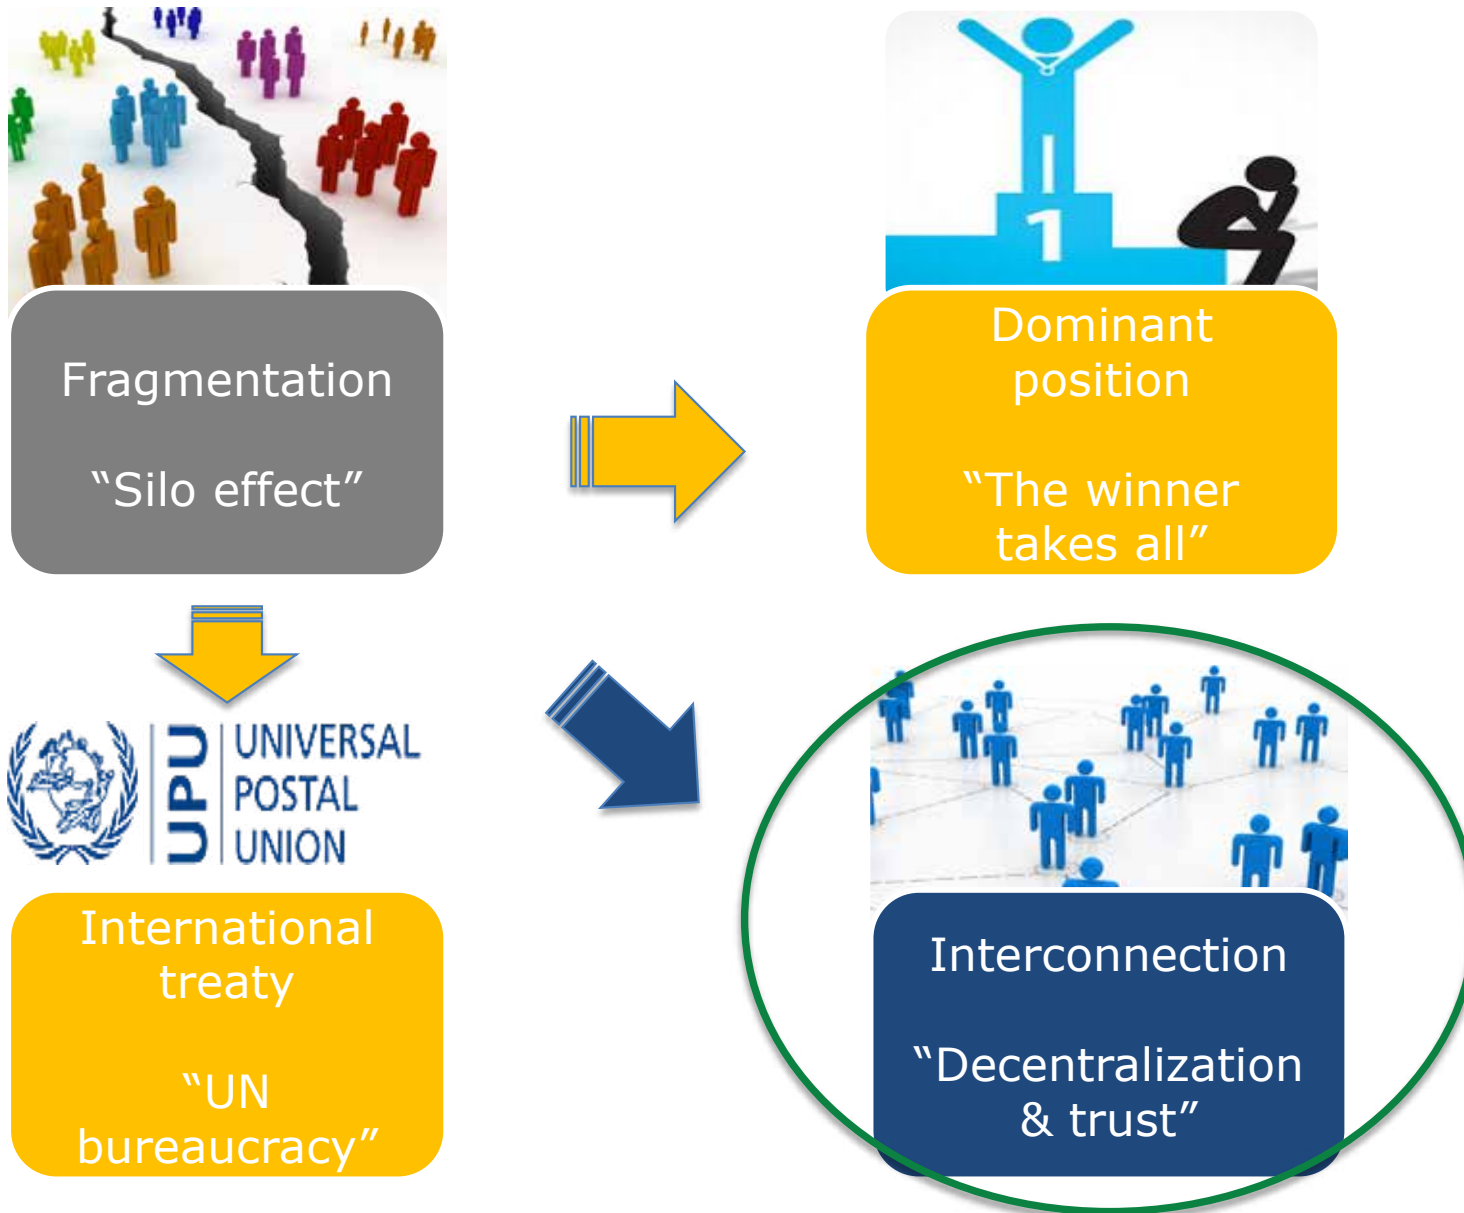 1
Fragmentation
“Silo effect”
Dominant
position
“The winner
takes all”
UPU
UNIVERSAL
POSTAL
UNION
International
treaty
“UN
bureaucracy”
Interconnection
“Decentralization
& trust”